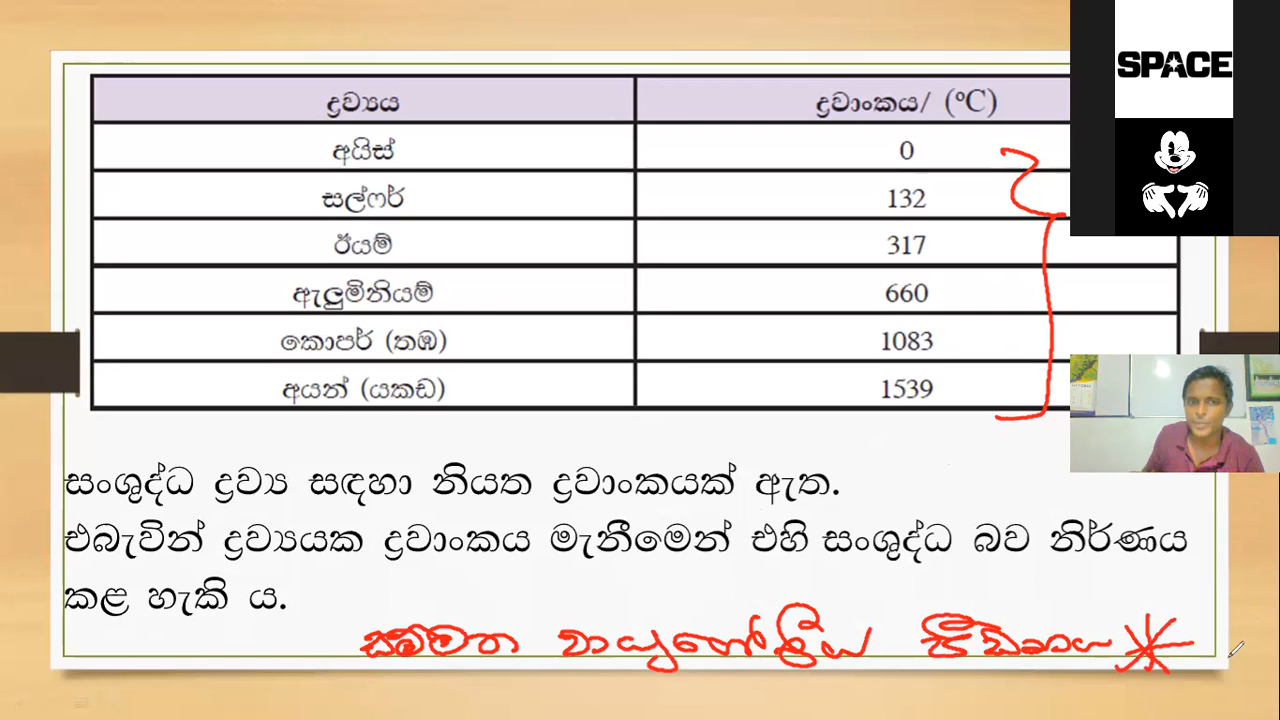 ද්‍රව්‍යය ද්‍රවාංකය/ (°C)
අයිස් 0
සල්ෆර් 132
ඊයම් 317
ඇලුමිනියම් 660
කොපර් (තඹ) 1083
අයන් (යකඩ) 1539
සංශුද්ධ ද්‍රව්‍ය සඳහා නියත ද්‍රවාංකයක් ඇත.
එබැවින් ද්‍රව්‍යයක ද්‍රවාංකය මැනීමෙන් එහි සංශුද්ධ බව නිර්ණය
කළ හැකි ය.
සම්මත වායුගෝලීය පීඩනය
SPACE